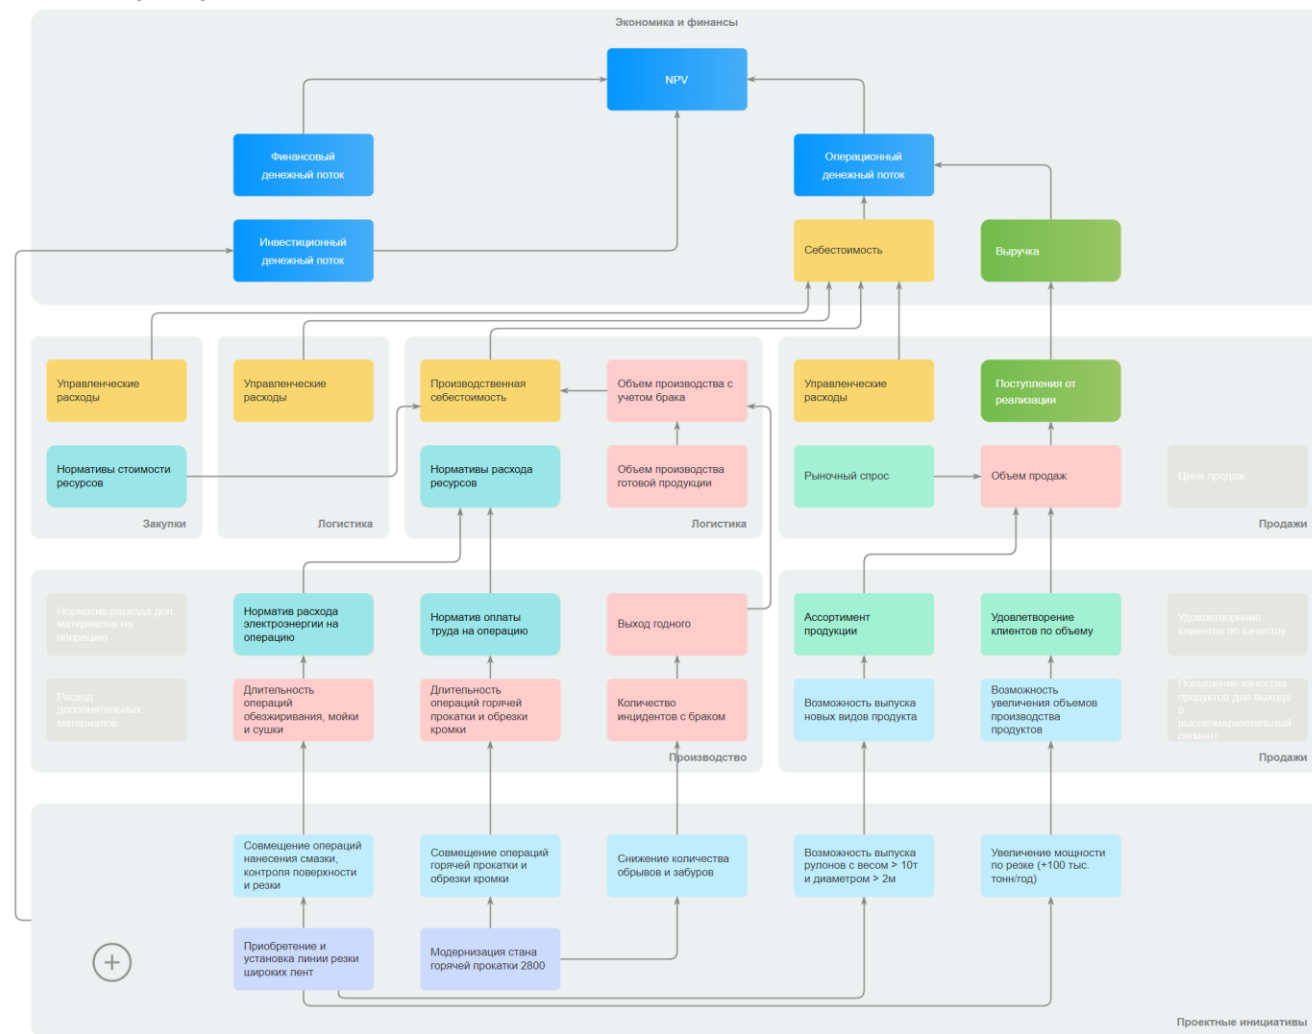 Экономика и финансы
NPV
Финансовый
денежный поток
Операционный
денежный поток
Инвестиционный
денежный поток
Себестоимость
Выручка
Управленческие
расходы
Управленческие
расходы
Производственная
себестоимость
Объем производства с
учетом брака
Управленческие
расходы
Поступления от
реализации
Нормативы стоимости
ресурсов
Нормативы расхода
ресурсов
Объем производства
готовой продукции
Рыночный спрос
Объем продаж
Цена продаж
Закупки
Логистика
Логистика
Продажи
Норматив расхода доп
материалов на
операцию
Норматив расхода
электроэнергии на
операцию
Норматив оплаты
труда на операцию
Выход годного
Ассортимент
продукции
Удовлетворение
клиентов по объему
Удовлетворение
клиентов по качеству
Расход
дополнительных
материалов
Длительность
операций
обезжиривания, мойки
и сушки
Длительность
операций горячей
прокатки и обрезки
кромки
Количество
инцидентов с браком
Возможность выпуска
новых видов продукта
Возможность
увеличения объемов
производства
продуктов
Повышение качества
продуктов для выхода
в
высокомаржинальный
сегмент
Производство
Продажи
Совмещение операций
нанесения смазки,
контроля поверхности
и резки
Совмещение операций
горячей прокатки и
обрезки кромки
Снижение количества
обрывов и забуров
Возможность выпуска
рулонов с весом > 10т
и диаметром > 2м
Увеличение мощности
по резке (+100 тыс.
тонн/год)
Приобретение и
установка линии резки
широких лент
Модернизация стана
горячей прокатки 2800
Проектные инициативы